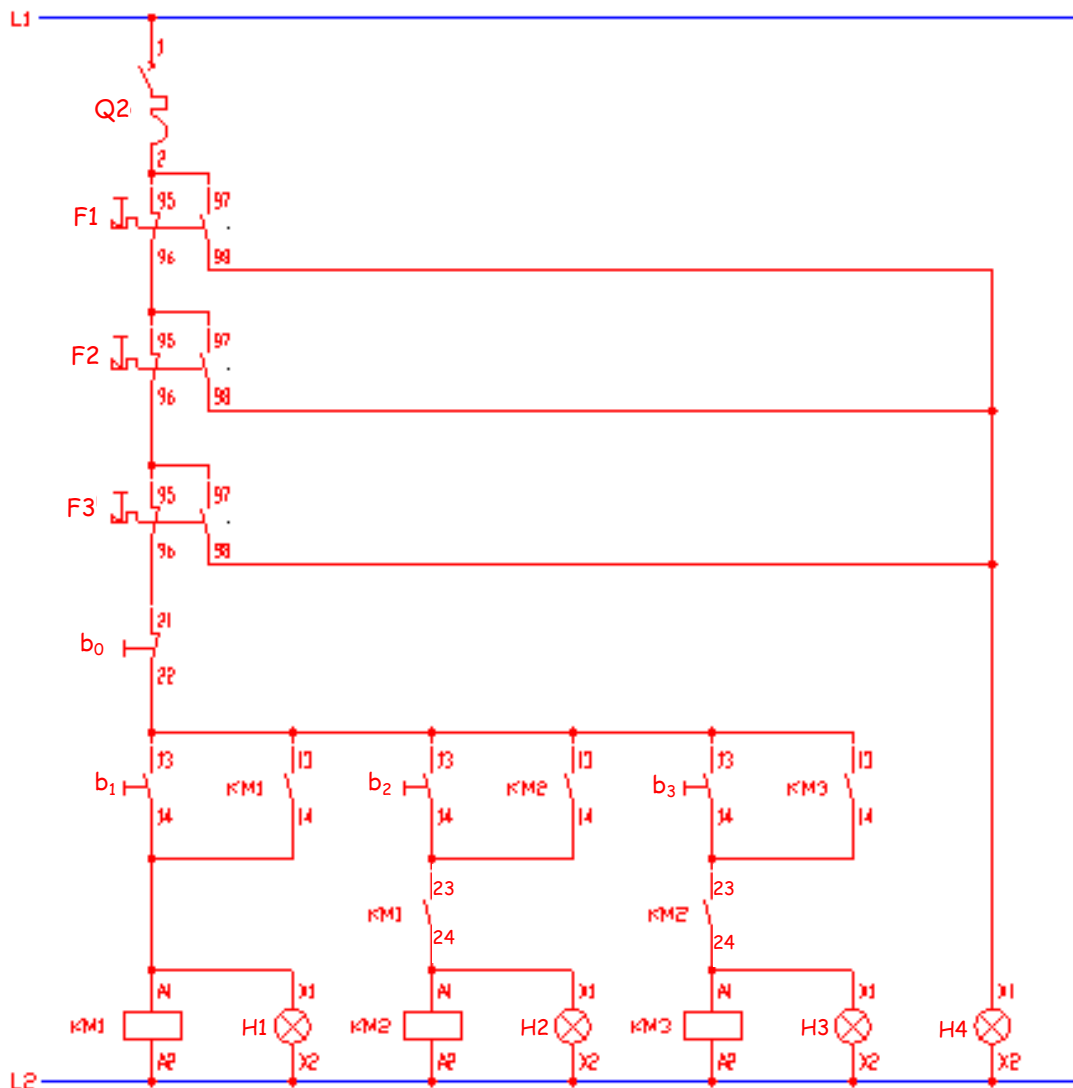 L1
1
Q2
2
95 97
F1
96 98
95 97
F2
96 98
95 97
F3
96 98
21
b₀
22
13 13 13 13 13 13
b₁ KM1 b₂ KM2 b₃ KM3
14 14 14 14 14 14
23 23
KM1 KM2
24 24
A1 X1 A1 X1 A1 X1 X1
KM1 H1 KM2 H2 KM3 H3 H4
A2 X2 A2 X2 A2 X2 X2
L2